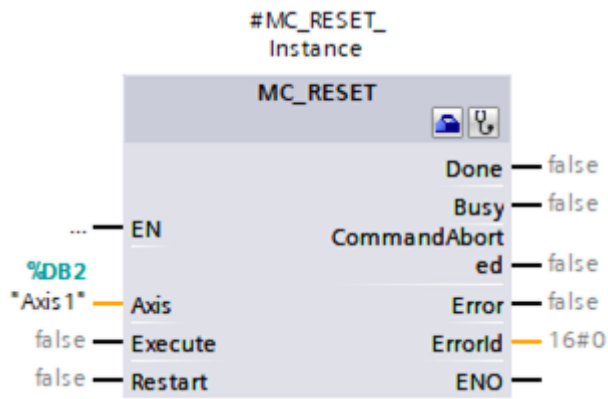 #MC_RESET_
Instance
MC_RESET
Done false
Busy false
... EN
CommandAbort
ed false
%DB2
"Axis1" Axis
Error false
false Execute
ErrorId 16#0
false Restart
ENO